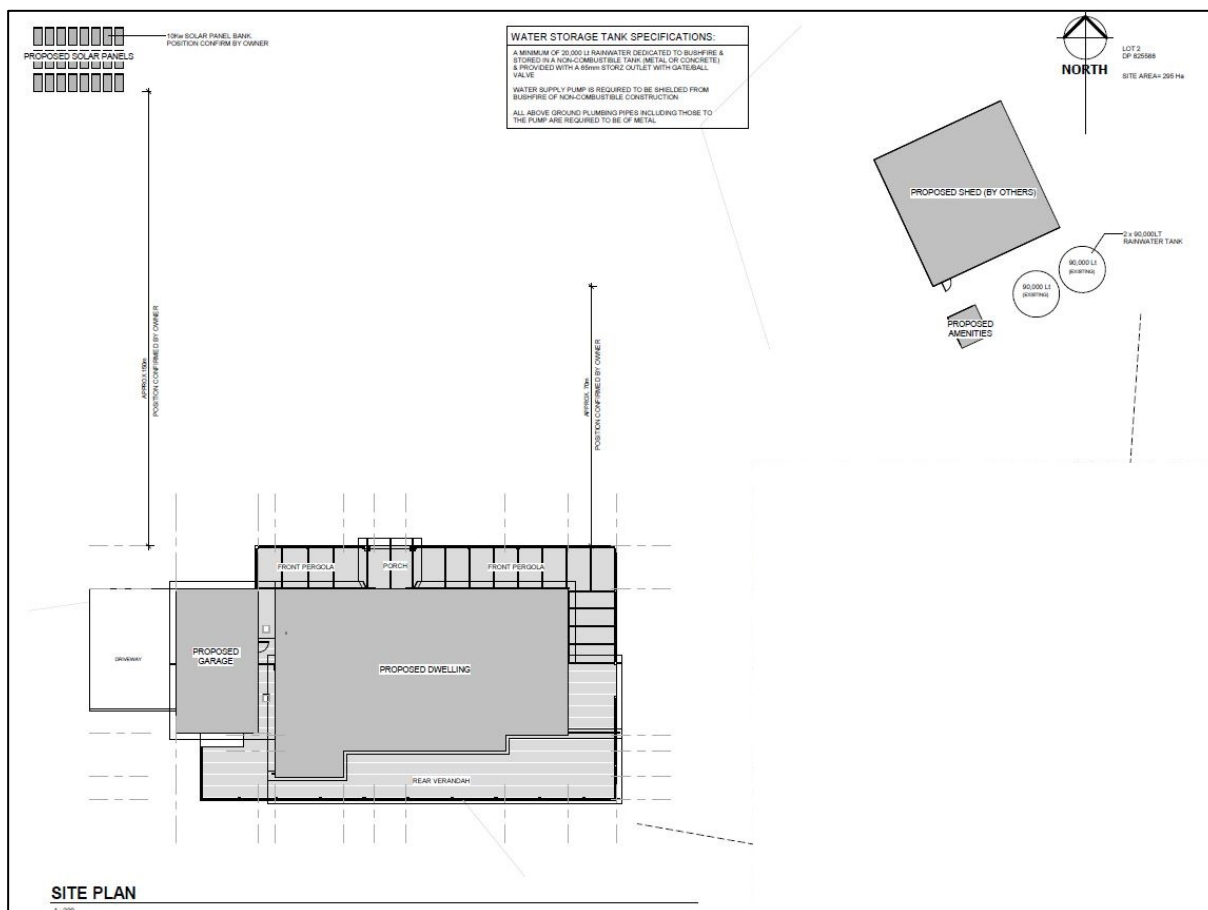 10Kw SOLAR PANEL BANK.
POSITION CONFIRM BY OWNER
PROPOSED SOLAR PANELS
WATER STORAGE TANK SPECIFICATIONS:
A MINIMUM OF 20,000 Lt RAINWATER DEDICATED TO BUSHFIRE &
STORED IN A NON-COMBUSTIBLE TANK (METAL OR CONCRETE)
& PROVIDED WITH A 65mm STORZ OUTLET WITH GATE/BALL
VALVE
WATER SUPPLY PUMP IS REQUIRED TO BE SHIELDED FROM
BUSHFIRE OF NON-COMBUSTIBLE CONSTRUCTION
ALL ABOVE GROUND PLUMBING PIPES INCLUDING THOSE TO
THE PUMP ARE REQUIRED TO BE OF METAL
NORTH
LOT 2
DP 825588
SITE AREA= 295 Ha
PROPOSED SHED (BY OTHERS)
2 x 90,000LT
RAINWATER TANK
90,000 Lt
(EXISTING)
90,000 Lt
(EXISTING)
PROPOSED
AMENITIES
APPROX 150m
POSITION CONFIRMED BY OWNER
APPROX. 70m
POSITION CONFIRMED BY OWNER
FRONT PERGOLA
PORCH
FRONT PERGOLA
DRIVEWAY
PROPOSED
GARAGE
PROPOSED DWELLING
REAR VERANDAH
SITE PLAN